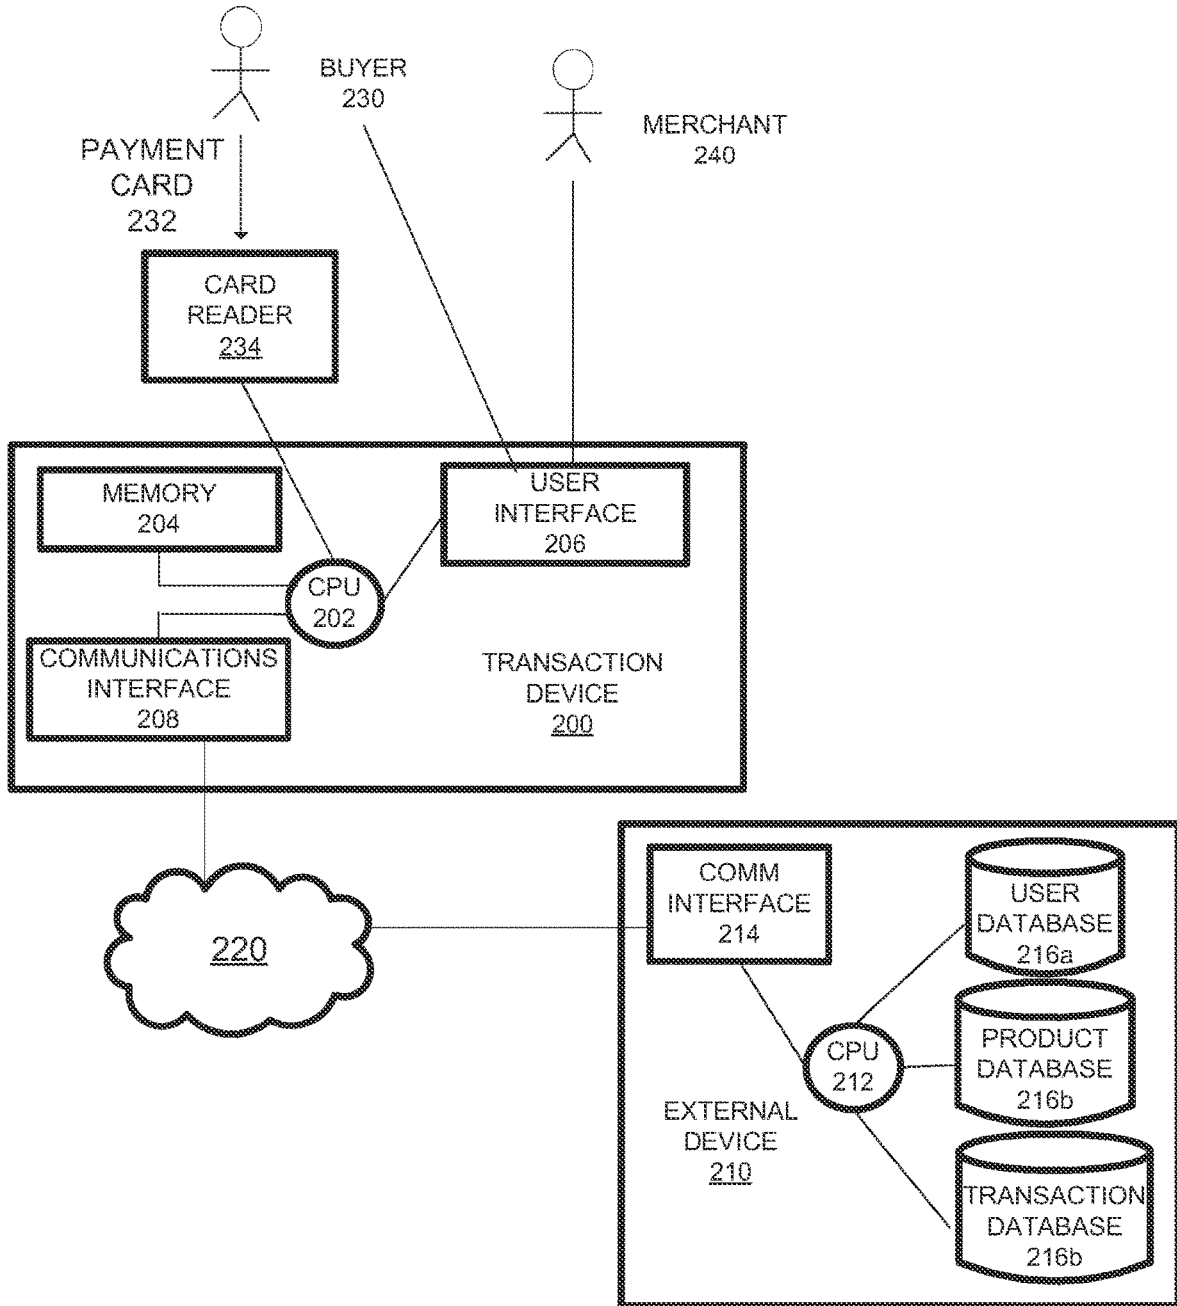 BUYER
230
MERCHANT
240
PAYMENT
CARD
232
CARD
READER
234
MEMORY
204
USER
INTERFACE
206
CPU
202
COMMUNICATIONS
INTERFACE
208
TRANSACTION
DEVICE
200
220
COMM
INTERFACE
214
USER
DATABASE
216a
CPU
212
PRODUCT
DATABASE
216b
EXTERNAL
DEVICE
210
TRANSACTION
DATABASE
216b